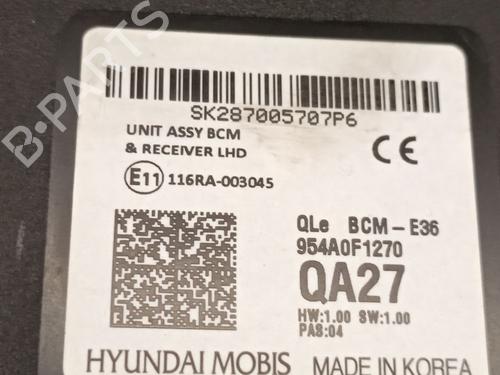 SK287005707P6
UNIT ASSY BCM
& RECEIVER LHD
CE
E11 116RA-003045
QLe BCM-E36
954A0F1270
QA27
HW:1.00 SW:1.00
PAS:04
HYUNDAI MOBIS MADE IN KOREA
B-PARTS